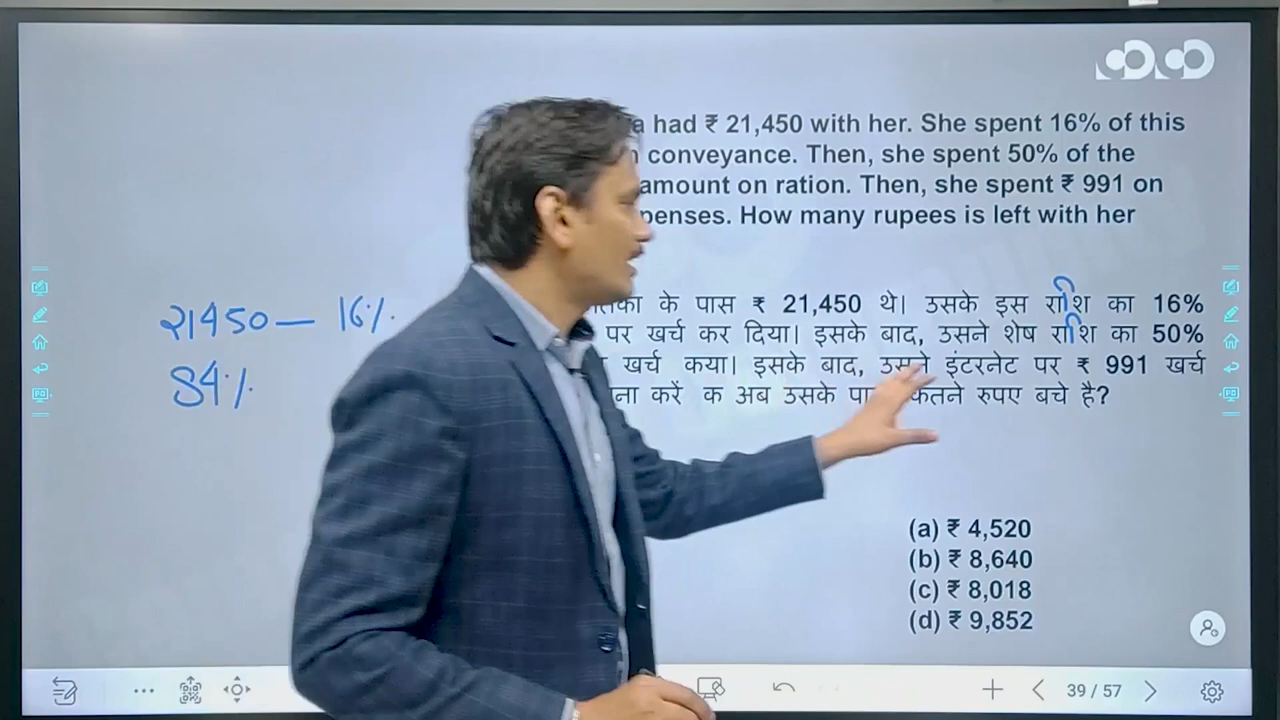 had ₹ 21,450 with her. She spent 16% of this
conveyance. Then, she spent 50% of the
amount on ration. Then, she spent ₹ 991 on
How many rupees is left with her
के पास ₹ 21,450 थे। उसके इस राशि का 16%
पर खर्च कर दिया। इसके बाद, उसने शेष राशि का 50%
खर्च कया। इसके बाद, उसने इंटरनेट पर ₹ 991 खर्च
करें क अब उसके रुपए बचे है?
21450 — 16%.
84%
(a) ₹ 4,520
(b) ₹ 8,640
(c) ₹ 8,018
(d) ₹ 9,852
39 / 57